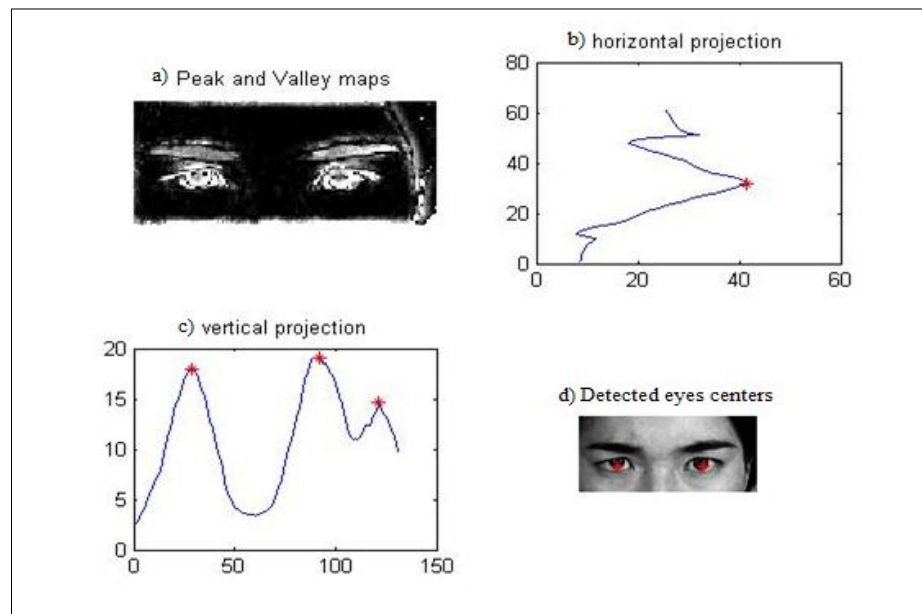 b) horizontal projection
a) Peak and Valley maps
80
60
40
20
0
0 20 40 60
c) vertical projection
20
15
10
5
0
0 50 100 150
d) Detected eyes centers